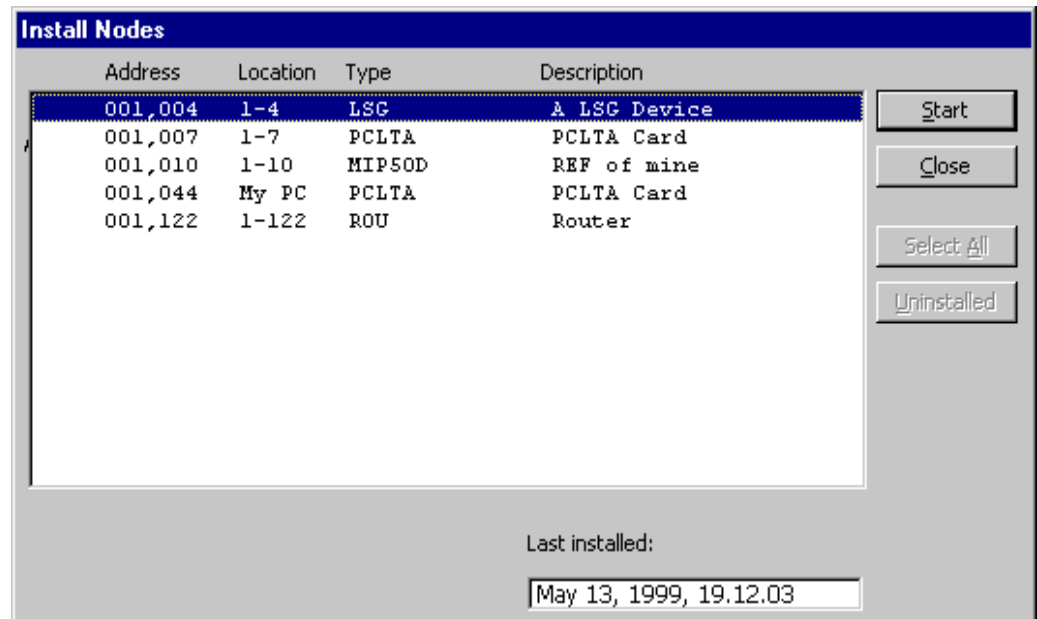 Install Nodes
Address Location Type Description
001,004 1-4 LSG A LSG Device
001,007 1-7 PCLTA PCLTA Card
001,010 1-10 MIP50D REF of mine
001,044 My PC PCLTA PCLTA Card
001,122 1-122 ROU Router
Start
Close
Select All
Uninstalled
Last installed:
May 13, 1999, 19.12.03